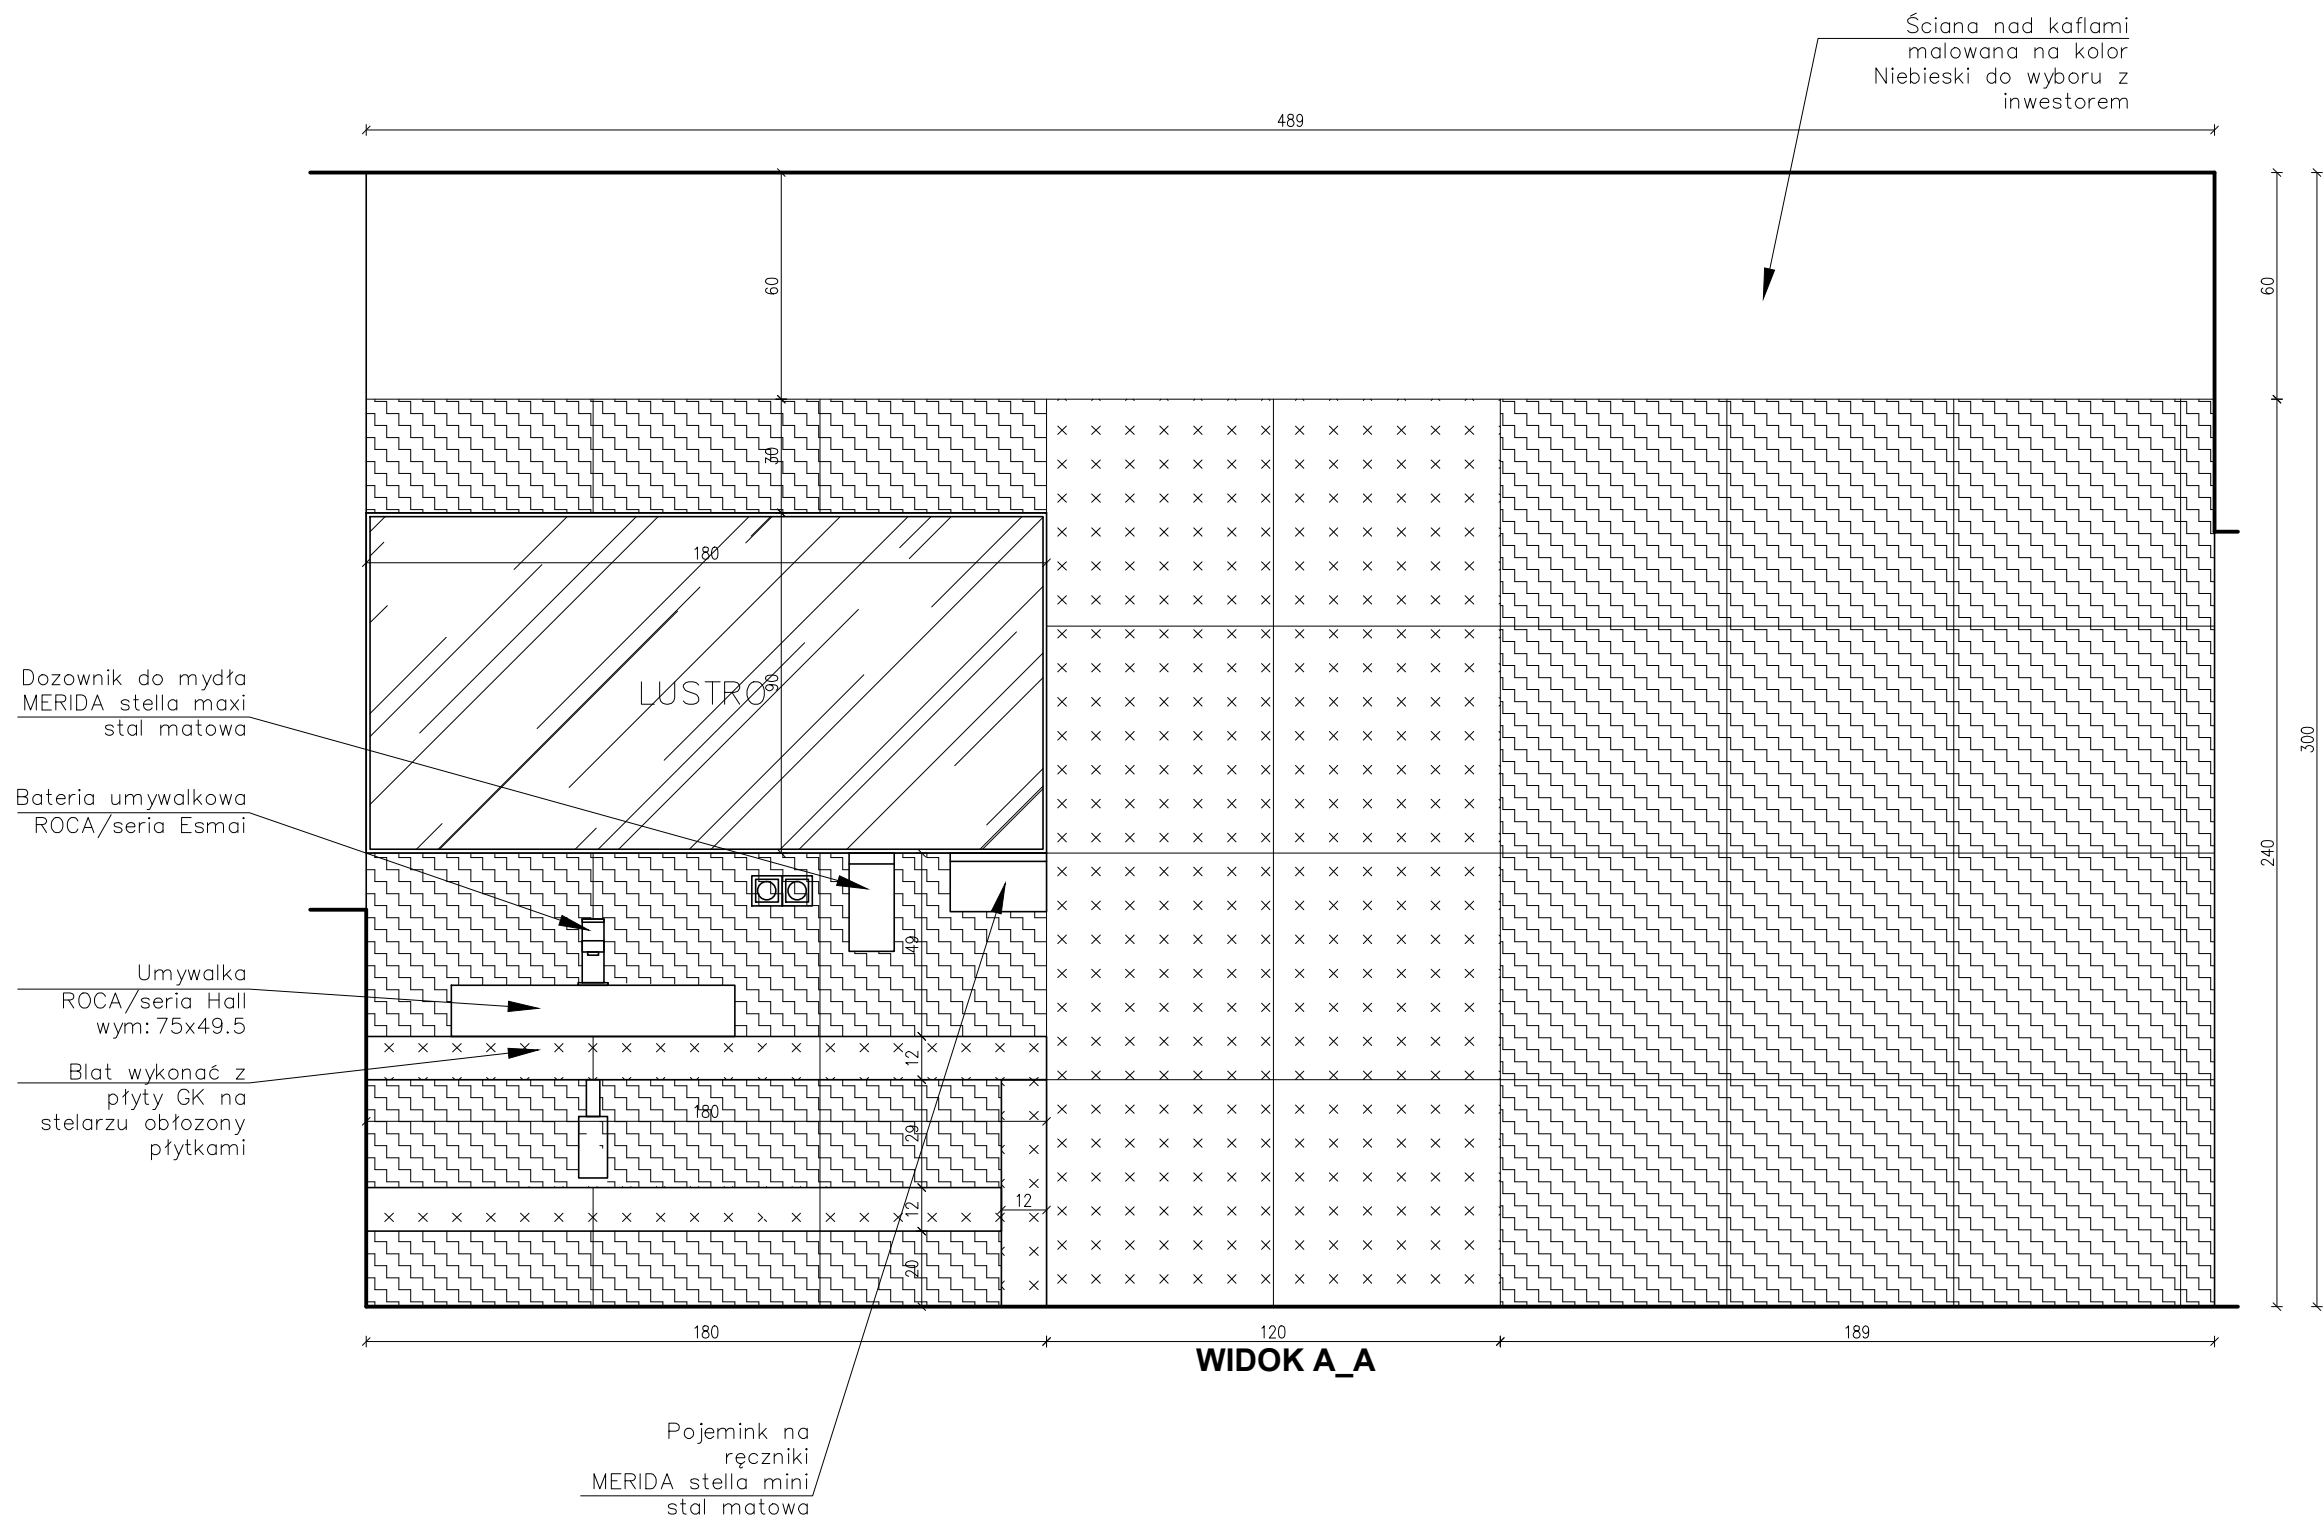 Ściana nad kaflami
malowana na kolor
Niebieski do wyboru z
inwestorem
489
60
60
30
180
LUSTRO
90
300
240
Dozownik do mydła
MERIDA stella maxi
stal matowa
Bateria umywalkowa
ROCA/seria Esmai
49
Umywalka
ROCA/seria Hall
wym: 75x49.5
12
Blat wykonać z
płyty GK na
stelarzu obłozony
płytkami
180
29
12
12
20
180
120
189
WIDOK A_A
Pojemink na
ręczniki
MERIDA stella mini
stal matowa